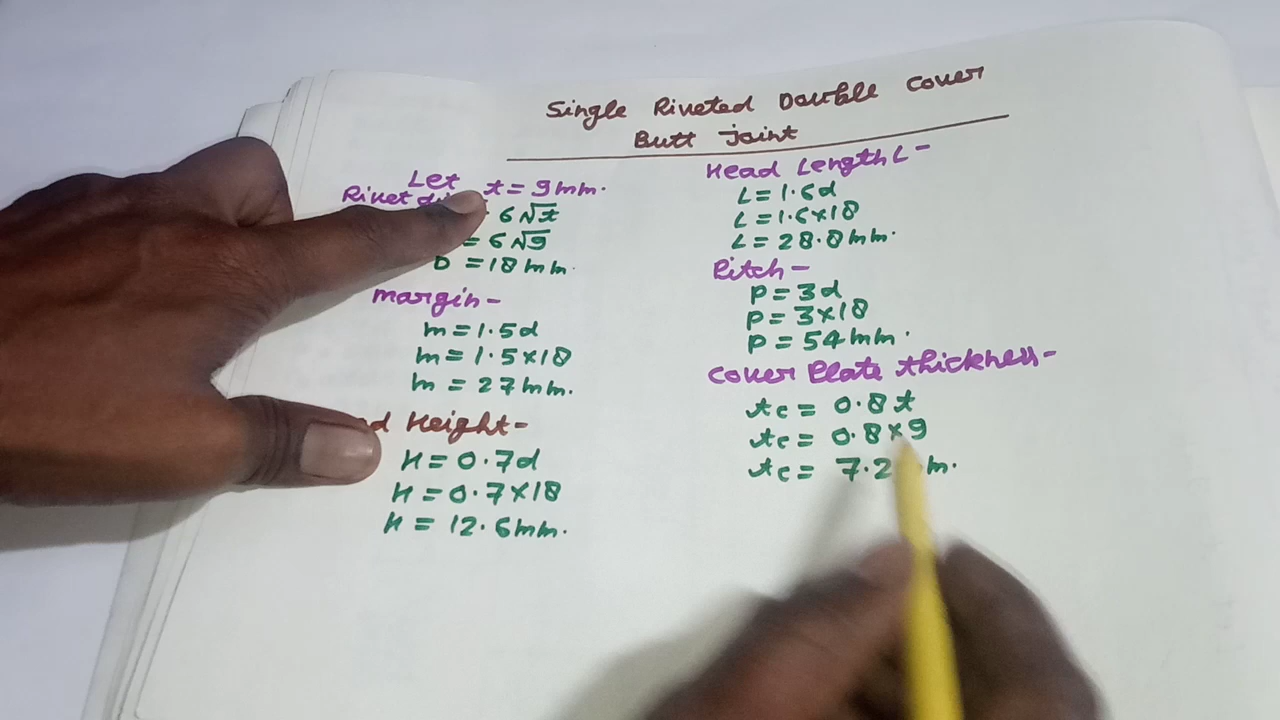 Single Riveted Double Cover
Butt joint
Let t = 9mm.
Rivet
6√t
= 6√9
D = 18mm.
Margin-
m = 1.5d
m = 1.5×18
m = 27mm.
Height-
H = 0.7d
H = 0.7×18
H = 12.6mm.
Head Length L-
L = 1.6d
L = 1.6×18
L = 28.8mm.
Pitch-
P = 3d
P = 3×18
P = 54mm.
Cover Plate thickness-
tc = 0.8t
tc = 0.8×9
tc = 7.2 m.